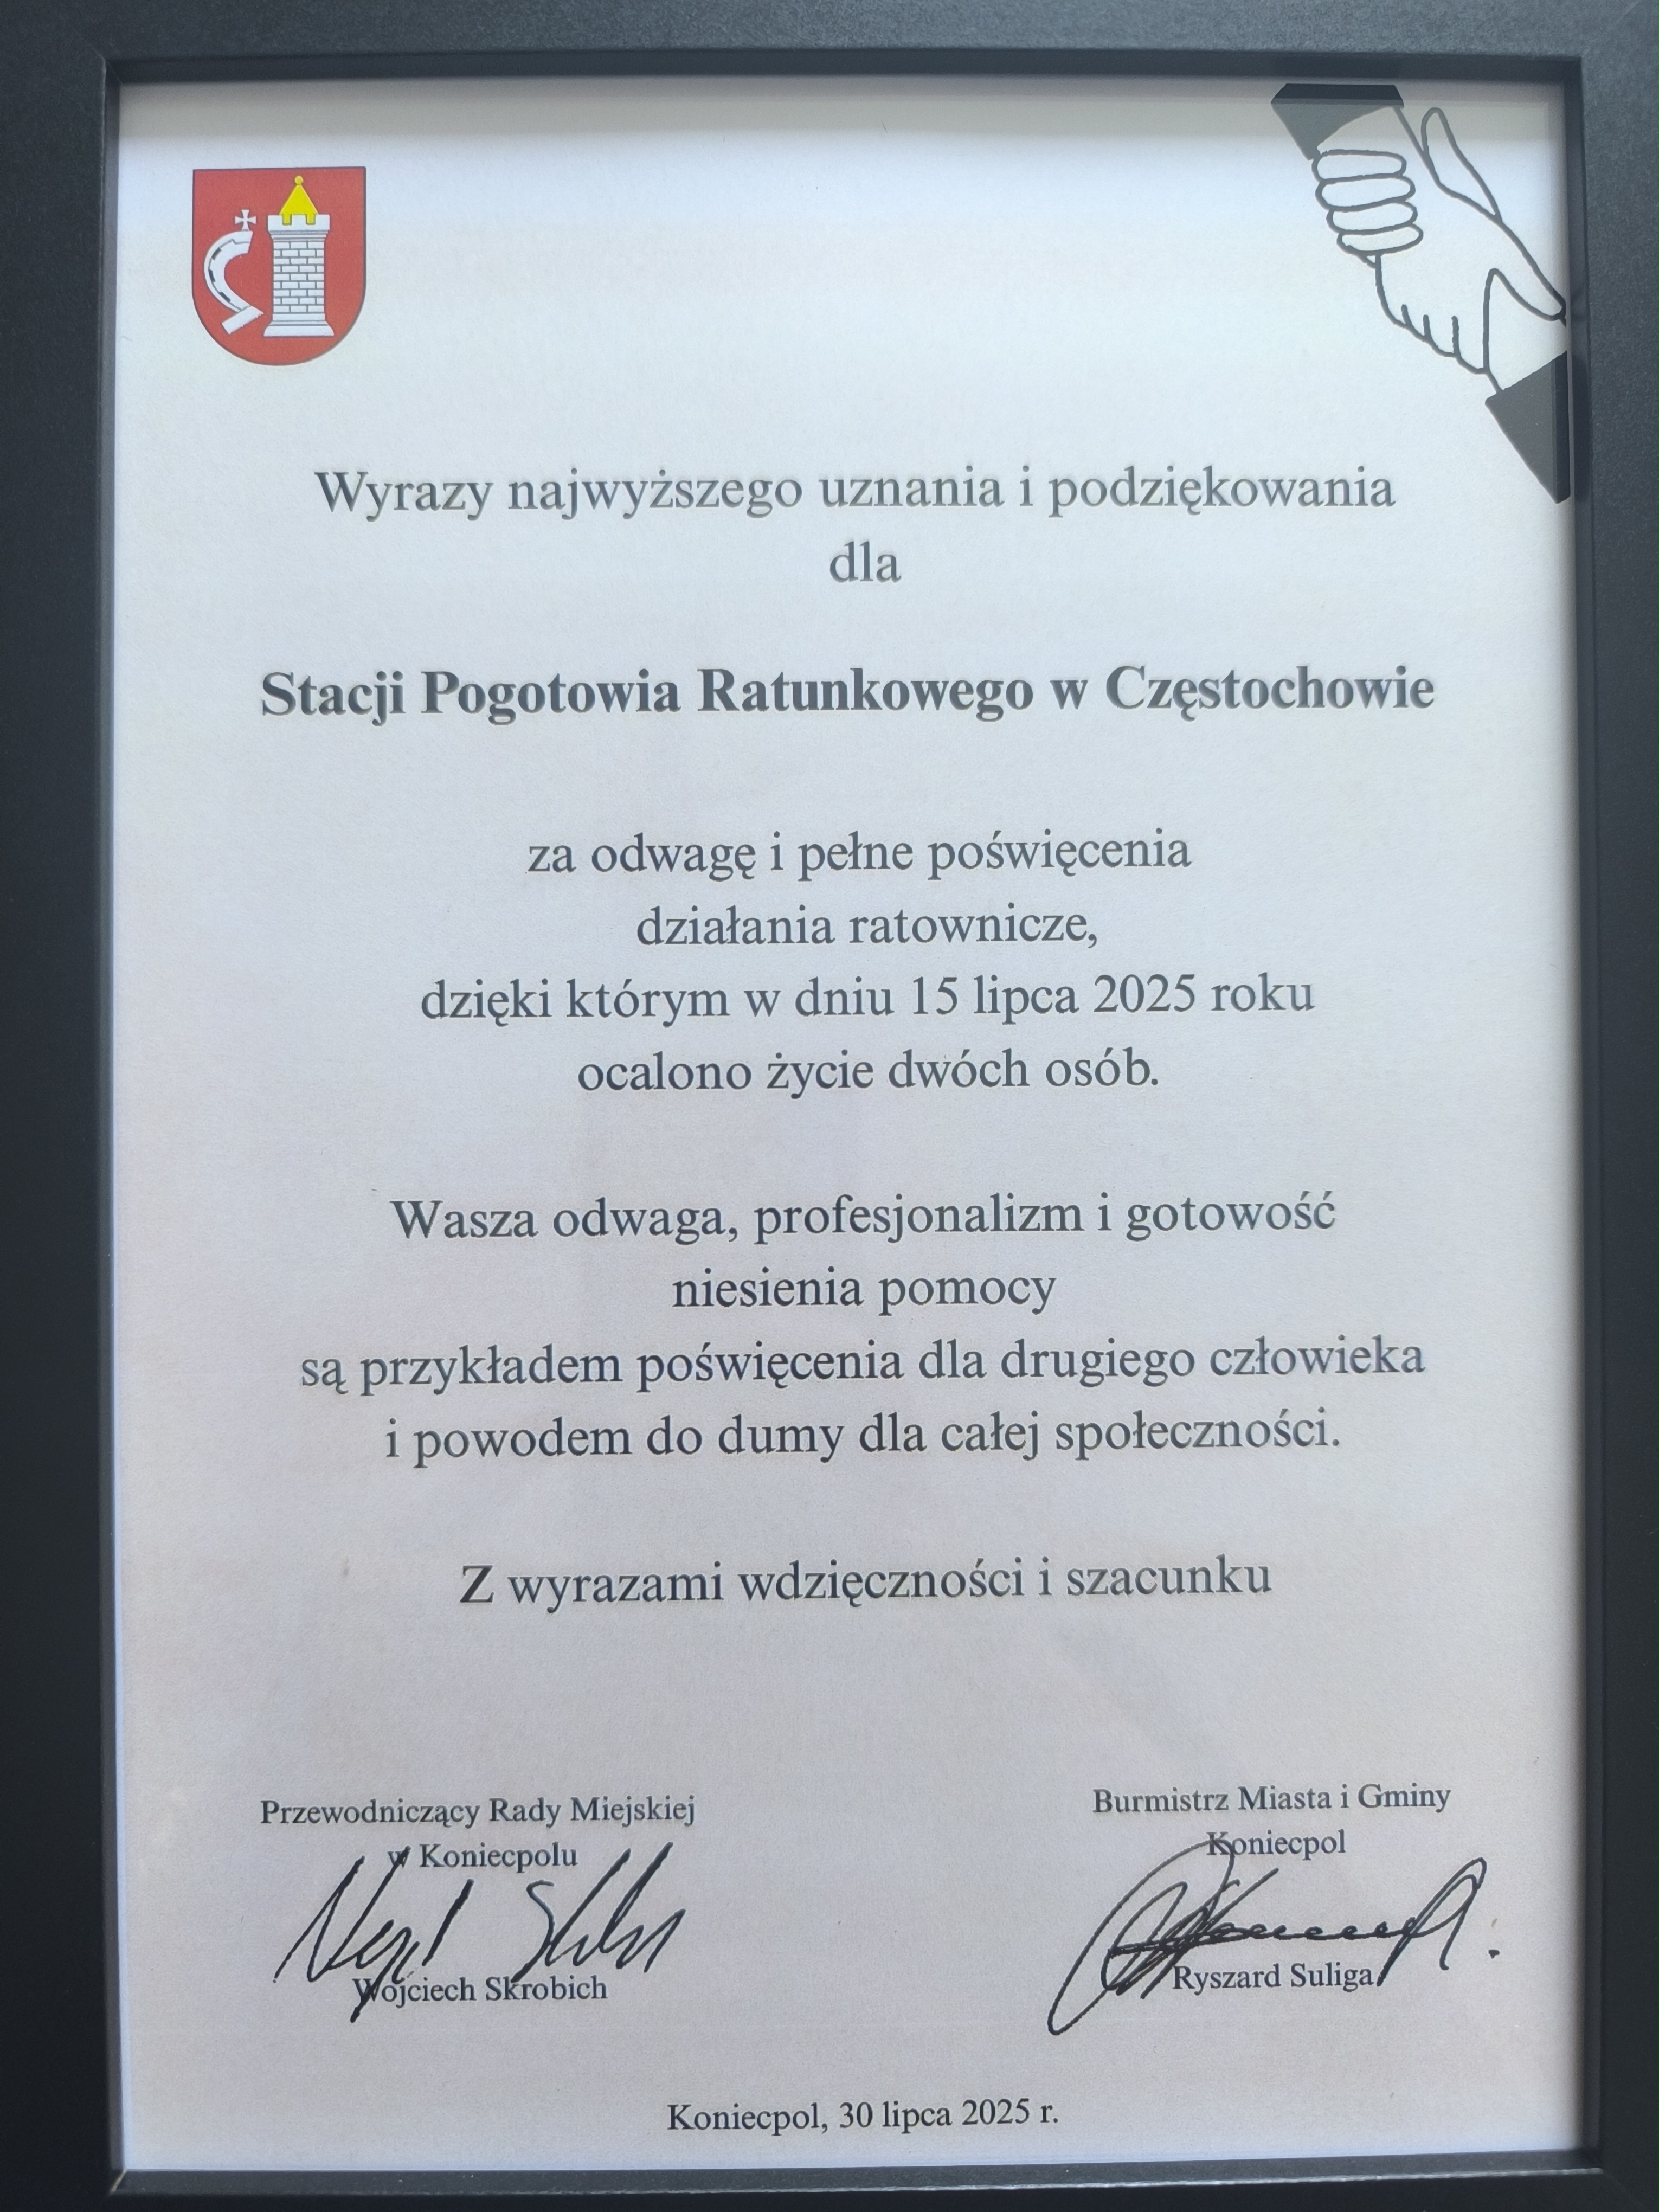 Wyrazy najwyższego uznania i podziękowania
dla
Stacji Pogotowia Ratunkowego w Częstochowie
za odwagę i pełne poświęcenia
działania ratownicze,
dzięki którym w dniu 15 lipca 2025 roku
ocalono życie dwóch osób.
Wasza odwaga, profesjonalizm i gotowość
niesienia pomocy
są przykładem poświęcenia dla drugiego człowieka
i powodem do dumy dla całej społeczności.
Z wyrazami wdzięczności i szacunku
Przewodniczący Rady Miejskiej
w Koniecpolu
Wojciech Skrobich
Burmistrz Miasta i Gminy
Koniecpol
Ryszard Suliga
Koniecpol, 30 lipca 2025 r.